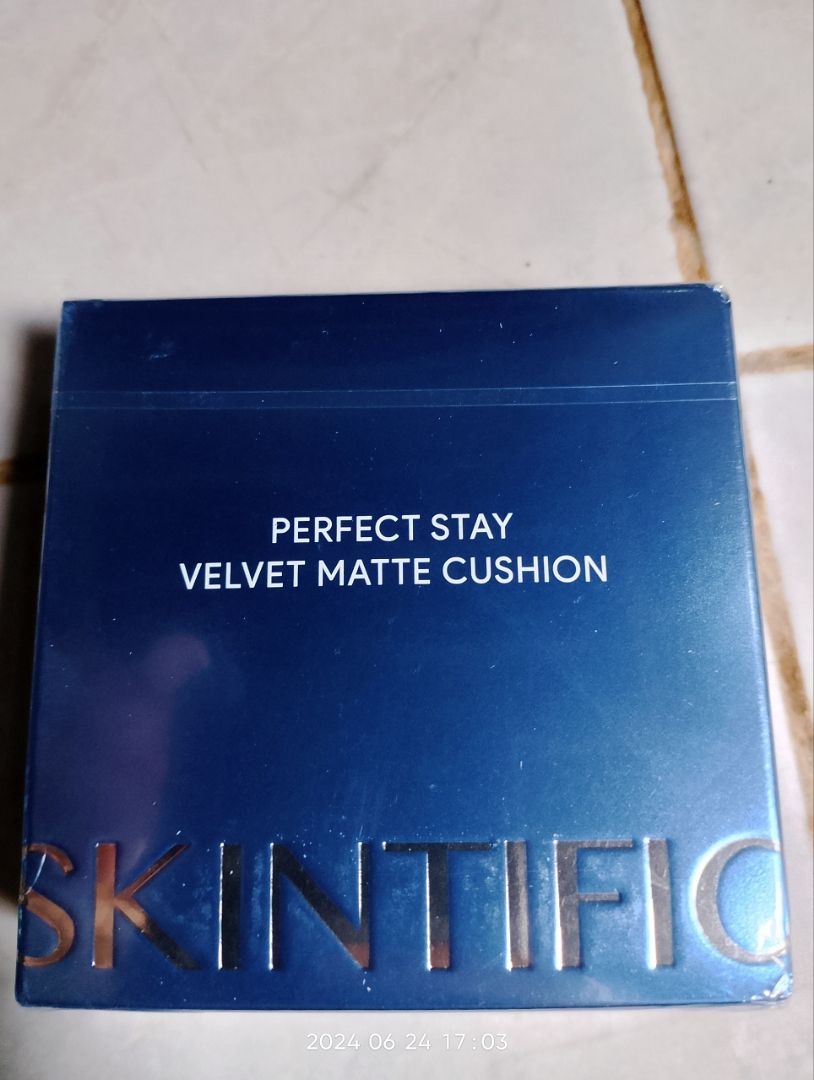 PERFECT STAY
VELVET MATTE CUSHION
SKINTIFIC
2024 06 24 17:03